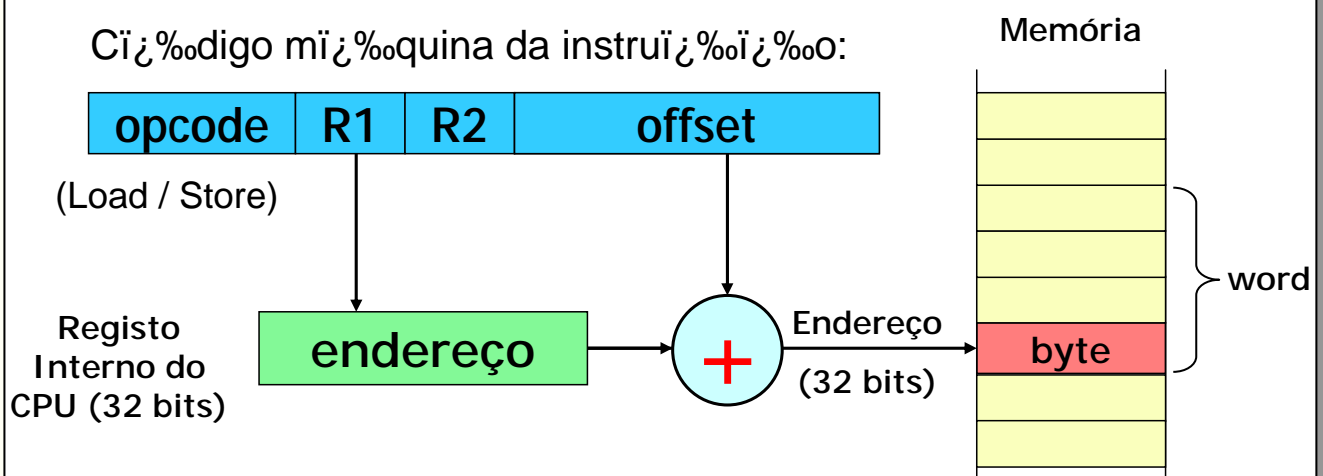 Cï¿‰digo mï¿‰quina da instruï¿‰ï¿‰o:
Memória
opcode R1 R2 offset
(Load / Store)
word
Registo
Interno do
CPU (32 bits)
endereço
+
Endereço
(32 bits)
byte